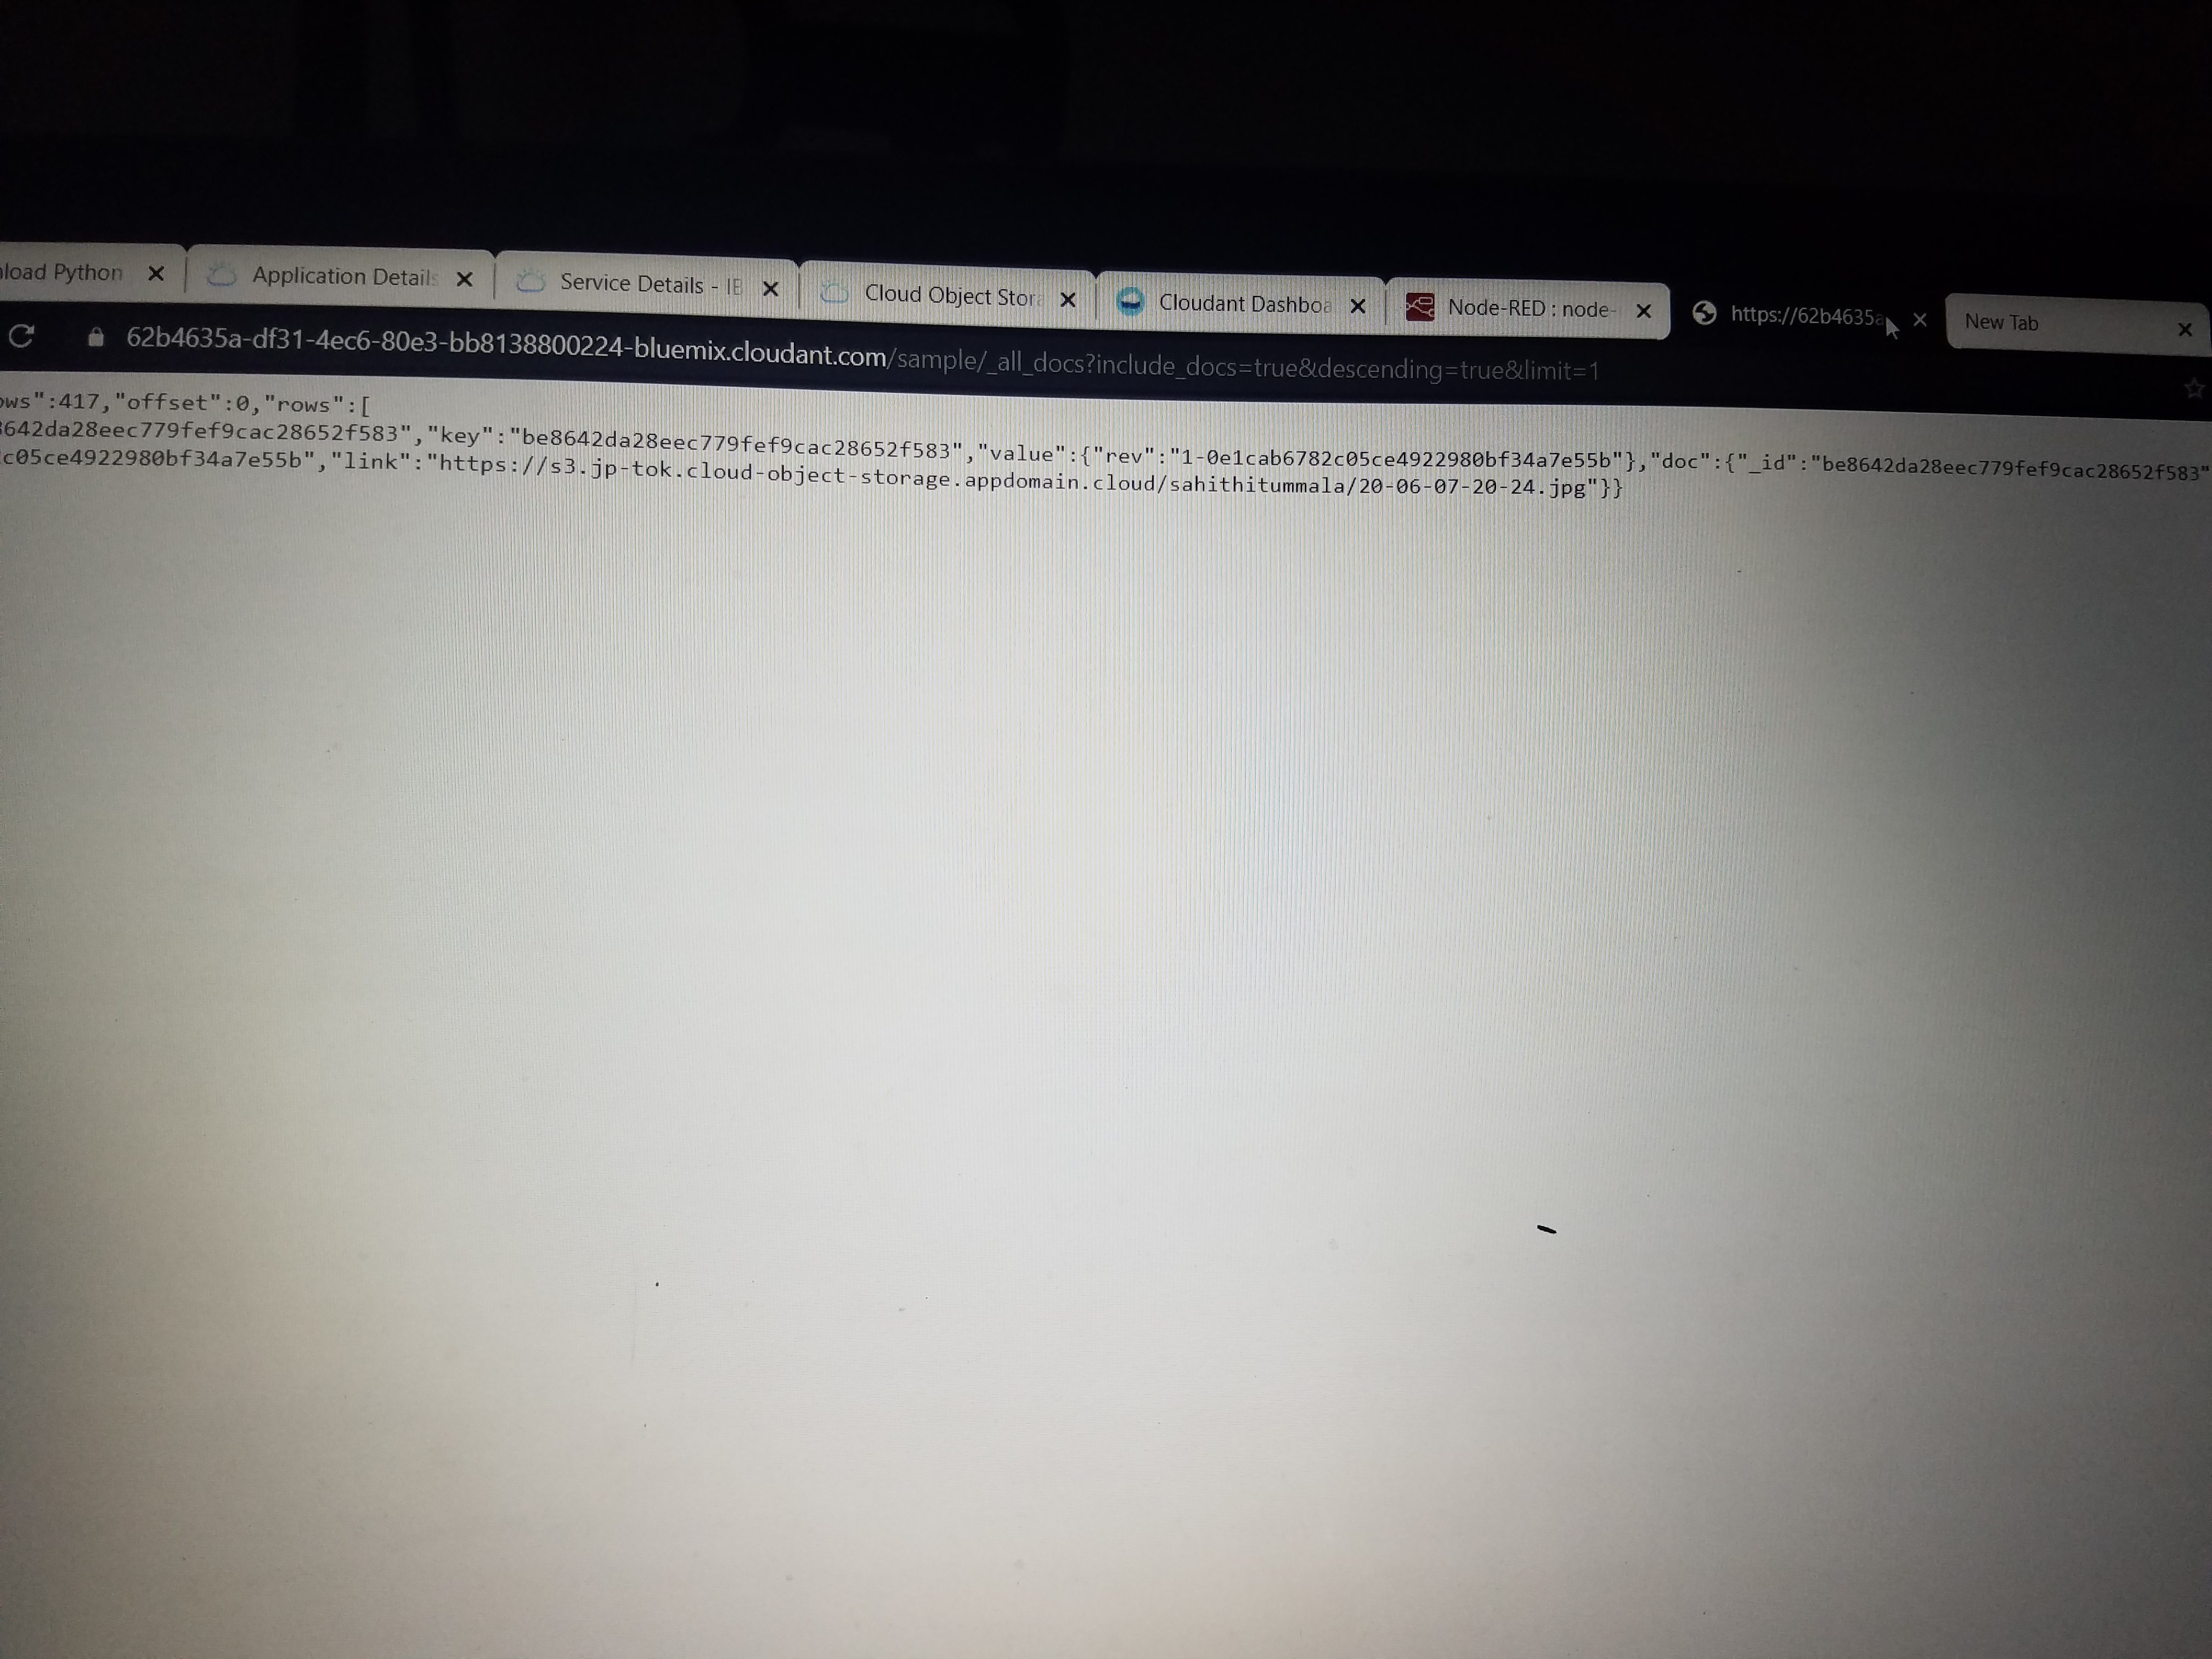 load Python
Application Details
Service Details - IE
Cloud Object Stor
Cloudant Dashboa
Node-RED : node-
https://62b4635a
New Tab
62b4635a-df31-4ec6-80e3-bb8138800224-bluemix.cloudant.com/sample/_all_docs?include_docs=true&descending=true&limit=1
ows":417,"offset":0,"rows":[
8642da28eec779fef9cac28652f583","key":"be8642da28eec779fef9cac28652f583","value":{"rev":"1-0e1cab6782c05ce4922980bf34a7e55b"},"doc":{"_id":"be8642da28eec779fef9cac28652f583"
c05ce4922980bf34a7e55b","link":"https://s3.jp-tok.cloud-object-storage.appdomain.cloud/sahithitummala/20-06-07-20-24.jpg"}}